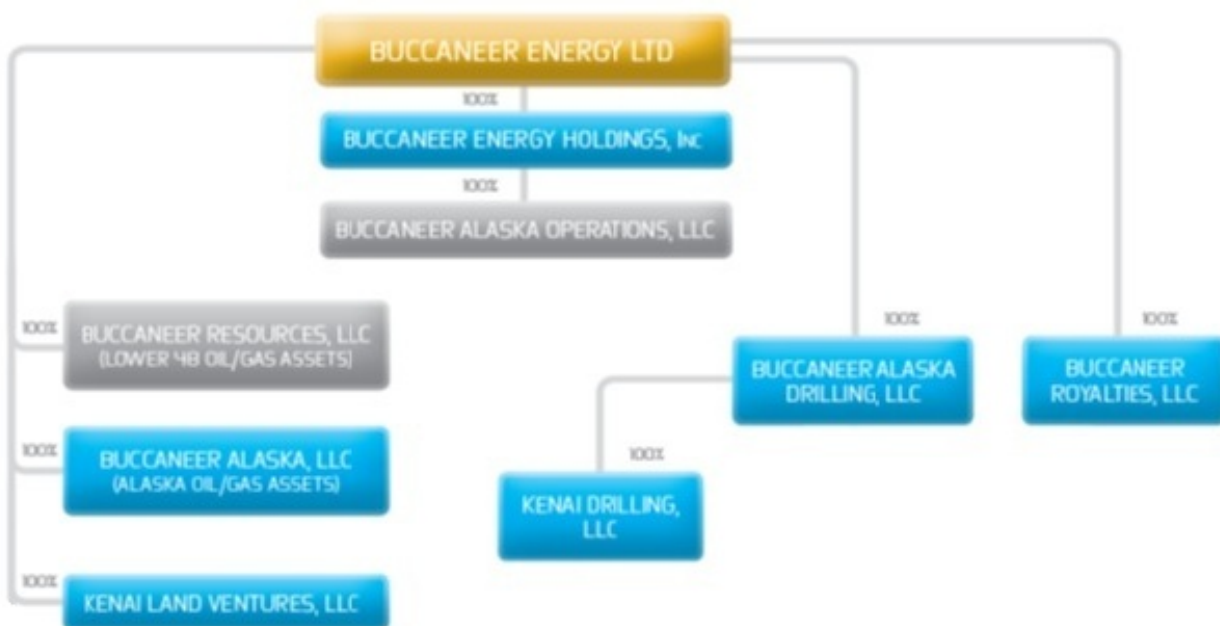 BUCCANEER ENERGY LTD
100%
BUCCANEER ENERGY HOLDINGS, INC
100%
BUCCANEER ALASKA OPERATIONS, LLC
100%
BUCCANEER RESOURCES, LLC
(LOWER 48 OIL/GAS ASSETS)
100%
BUCCANEER ALASKA, LLC
(ALASKA OIL/GAS ASSETS)
100%
KENAI LAND VENTURES, LLC
100%
BUCCANEER ALASKA
DRILLING, LLC
100%
KENAI DRILLING,
LLC
100%
BUCCANEER
ROYALTIES, LLC